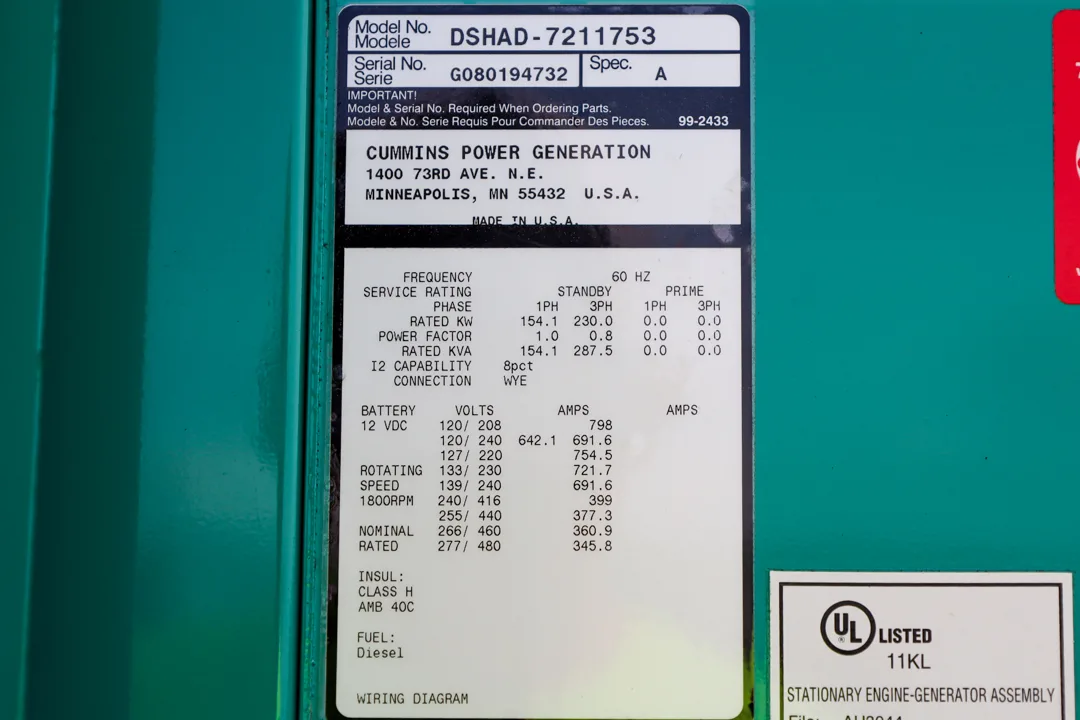 Model No. DSHAD-7211753
Modele
Serial No. G080194732 Spec. A
Serie
IMPORTANT!
Model & Serial No. Required When Ordering Parts.
Modele & No. Serie Requis Pour Commander Des Pieces. 99-2433
CUMMINS POWER GENERATION
1400 73RD AVE. N.E.
MINNEAPOLIS, MN 55432 U.S.A.
MADE IN U.S.A.
FREQUENCY 60 HZ
SERVICE RATING STANDBY PRIME
PHASE 1PH 3PH 1PH 3PH
RATED KW 154.1 230.0 0.0 0.0
POWER FACTOR 1.0 0.8 0.0 0.0
RATED KVA 154.1 287.5 0.0 0.0
I2 CAPABILITY 8pct
CONNECTION WYE
BATTERY VOLTS AMPS AMPS
12 VDC 120/ 208 798
120/ 240 642.1 691.6
127/ 220 754.5
ROTATING 133/ 230 721.7
SPEED 139/ 240 691.6
1800RPM 240/ 416 399
255/ 440 377.3
NOMINAL 266/ 460 360.9
RATED 277/ 480 345.8
INSUL:
CLASS H
AMB 40C
FUEL:
Diesel
WIRING DIAGRAM
UL LISTED
11KL
STATIONARY ENGINE-GENERATOR ASSEMBLY